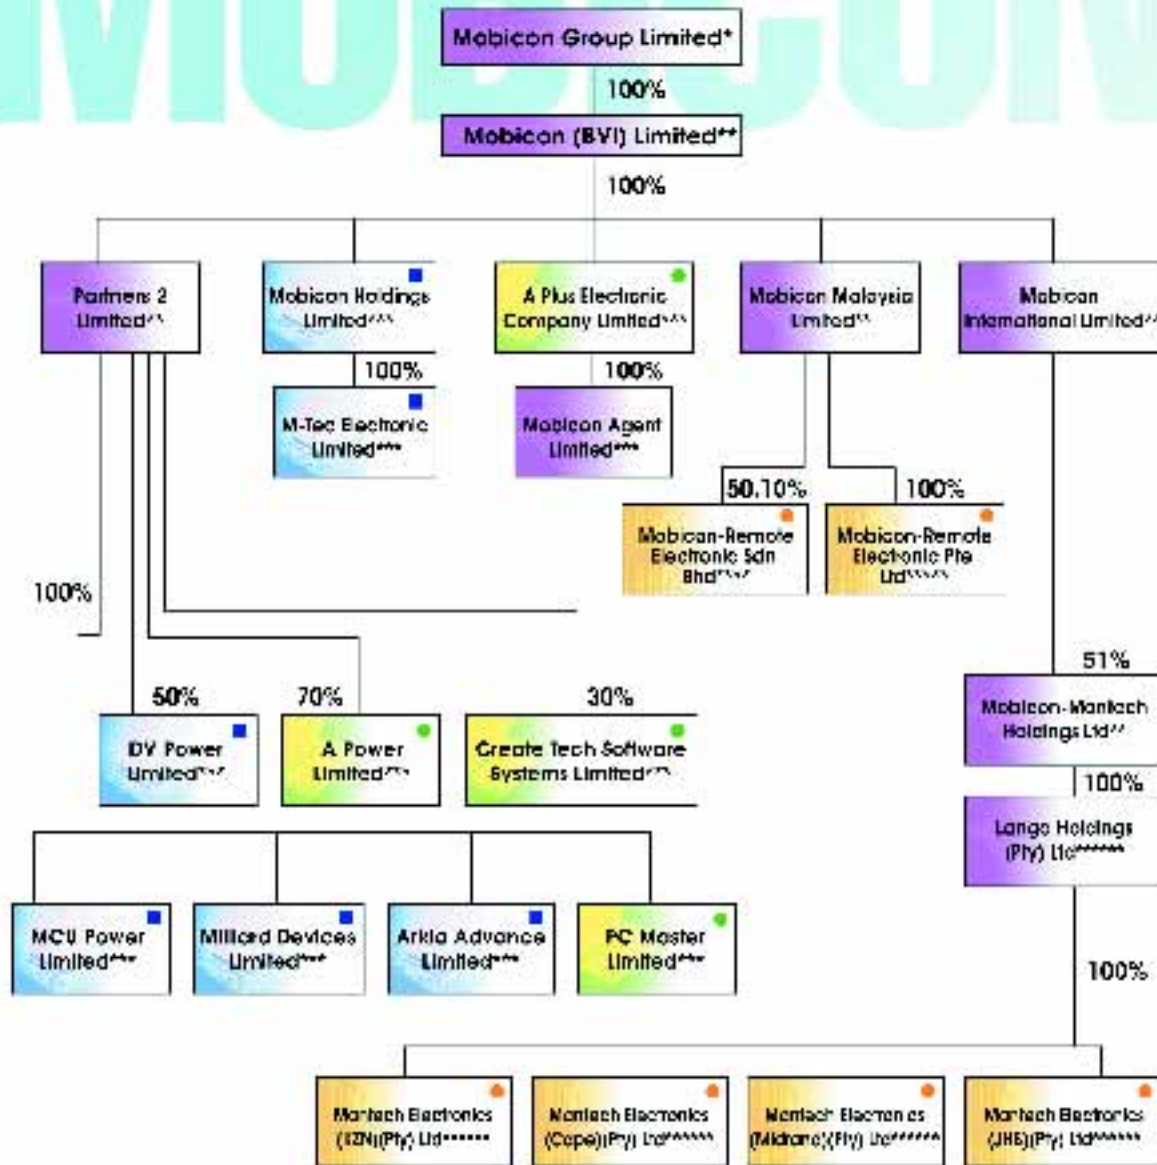 MOBICON
Mobicon Group Limited*
100%
Mobicon (BVI) Limited**
100%
Partners 2
Limited**
Mobicon Holdings
Limited***
A Plus Electronic
Company Limited***
Mobicon Malaysia
Limited**
Mobicon
International Limited**
100%
M-Tec Electronic
Limited***
100%
Mobicon Agent
Limited***
50.10%
Mobicon-Remote
Electronic Sdn
Bhd****
100%
Mobicon-Remote
Electronic Pte
Ltd*****
100%
50%
DV Power
Limited***
70%
A Power
Limited***
30%
Create Tech Software
Systems Limited***
51%
Mobicon-Mantech
Holdings Ltd**
100%
Lange Holdings
(Pty) Ltd******
MCU Power
Limited***
Milliard Devices
Limited***
Arkia Advance
Limited***
PC Master
Limited***
100%
Mantech Electronics
(KZN)(Pty) Ltd******
Mantech Electronics
(Cape)(Pty) Ltd******
Mantech Electronics
(Midrand)(Pty) Ltd******
Mantech Electronics
(JHB)(Pty) Ltd******